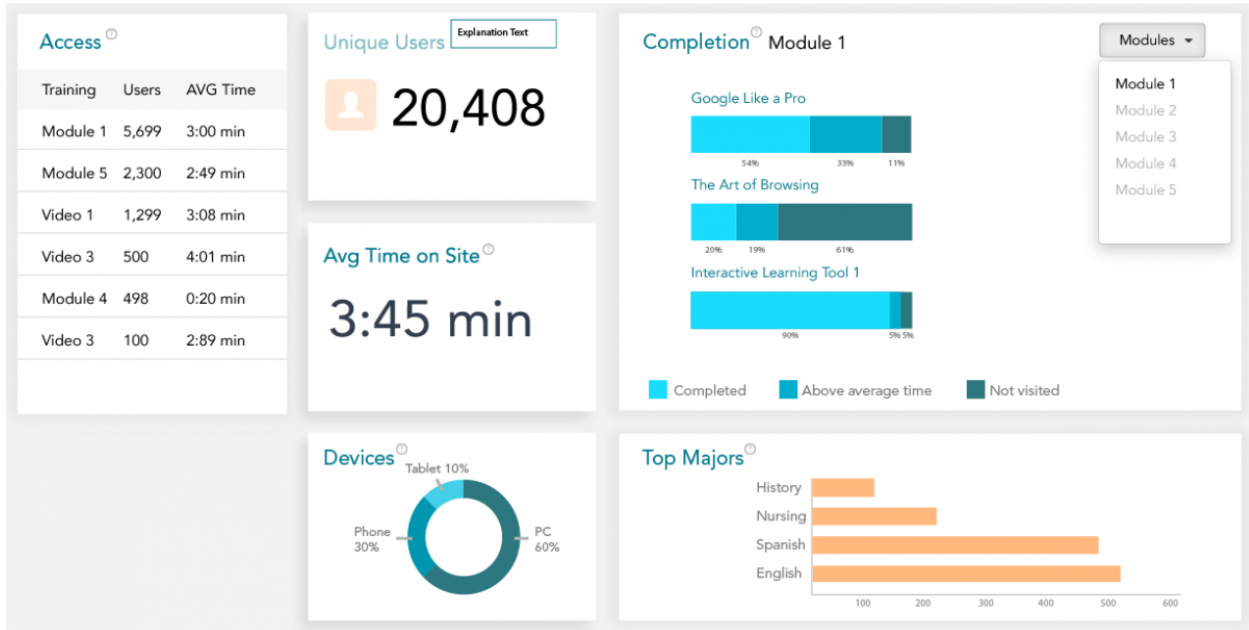 Access ?
Training Users AVG Time
Module 1 5,699 3:00 min
Module 5 2,300 2:49 min
Video 1 1,299 3:08 min
Video 3 500 4:01 min
Module 4 498 0:20 min
Video 3 100 2:89 min
Unique Users
Explanation Text
20,408
Avg Time on Site ?
3:45 min
Completion ? Module 1
Modules
Module 1
Module 2
Module 3
Module 4
Module 5
Google Like a Pro
54% 33% 11%
The Art of Browsing
20% 19% 61%
Interactive Learning Tool 1
90% 5% 5%
Completed Above average time Not visited
Devices ?
Tablet 10%
Phone
30%
PC
60%
Top Majors ?
History
Nursing
Spanish
English
100 200 300 400 500 600